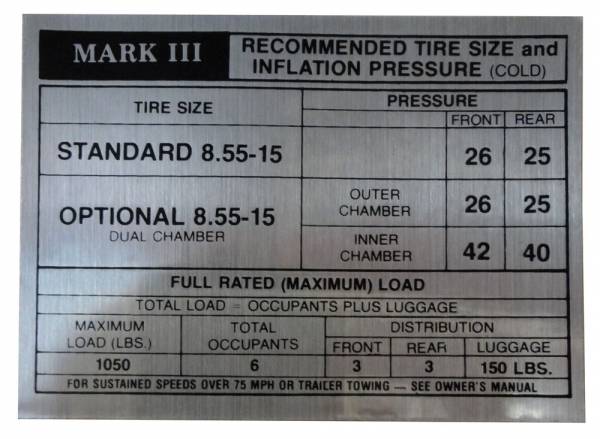 MARK III
RECOMMENDED TIRE SIZE and
INFLATION PRESSURE (COLD)
TIRE SIZE
PRESSURE
FRONT REAR
STANDARD 8.55-15 26 25
OPTIONAL 8.55-15
DUAL CHAMBER
OUTER
CHAMBER
26 25
INNER
CHAMBER
42 40
FULL RATED (MAXIMUM) LOAD
TOTAL LOAD = OCCUPANTS PLUS LUGGAGE
MAXIMUM
LOAD (LBS.)
TOTAL
OCCUPANTS
DISTRIBUTION
FRONT REAR LUGGAGE
1050 6 3 3 150 LBS.
FOR SUSTAINED SPEEDS OVER 75 MPH OR TRAILER TOWING — SEE OWNER'S MANUAL